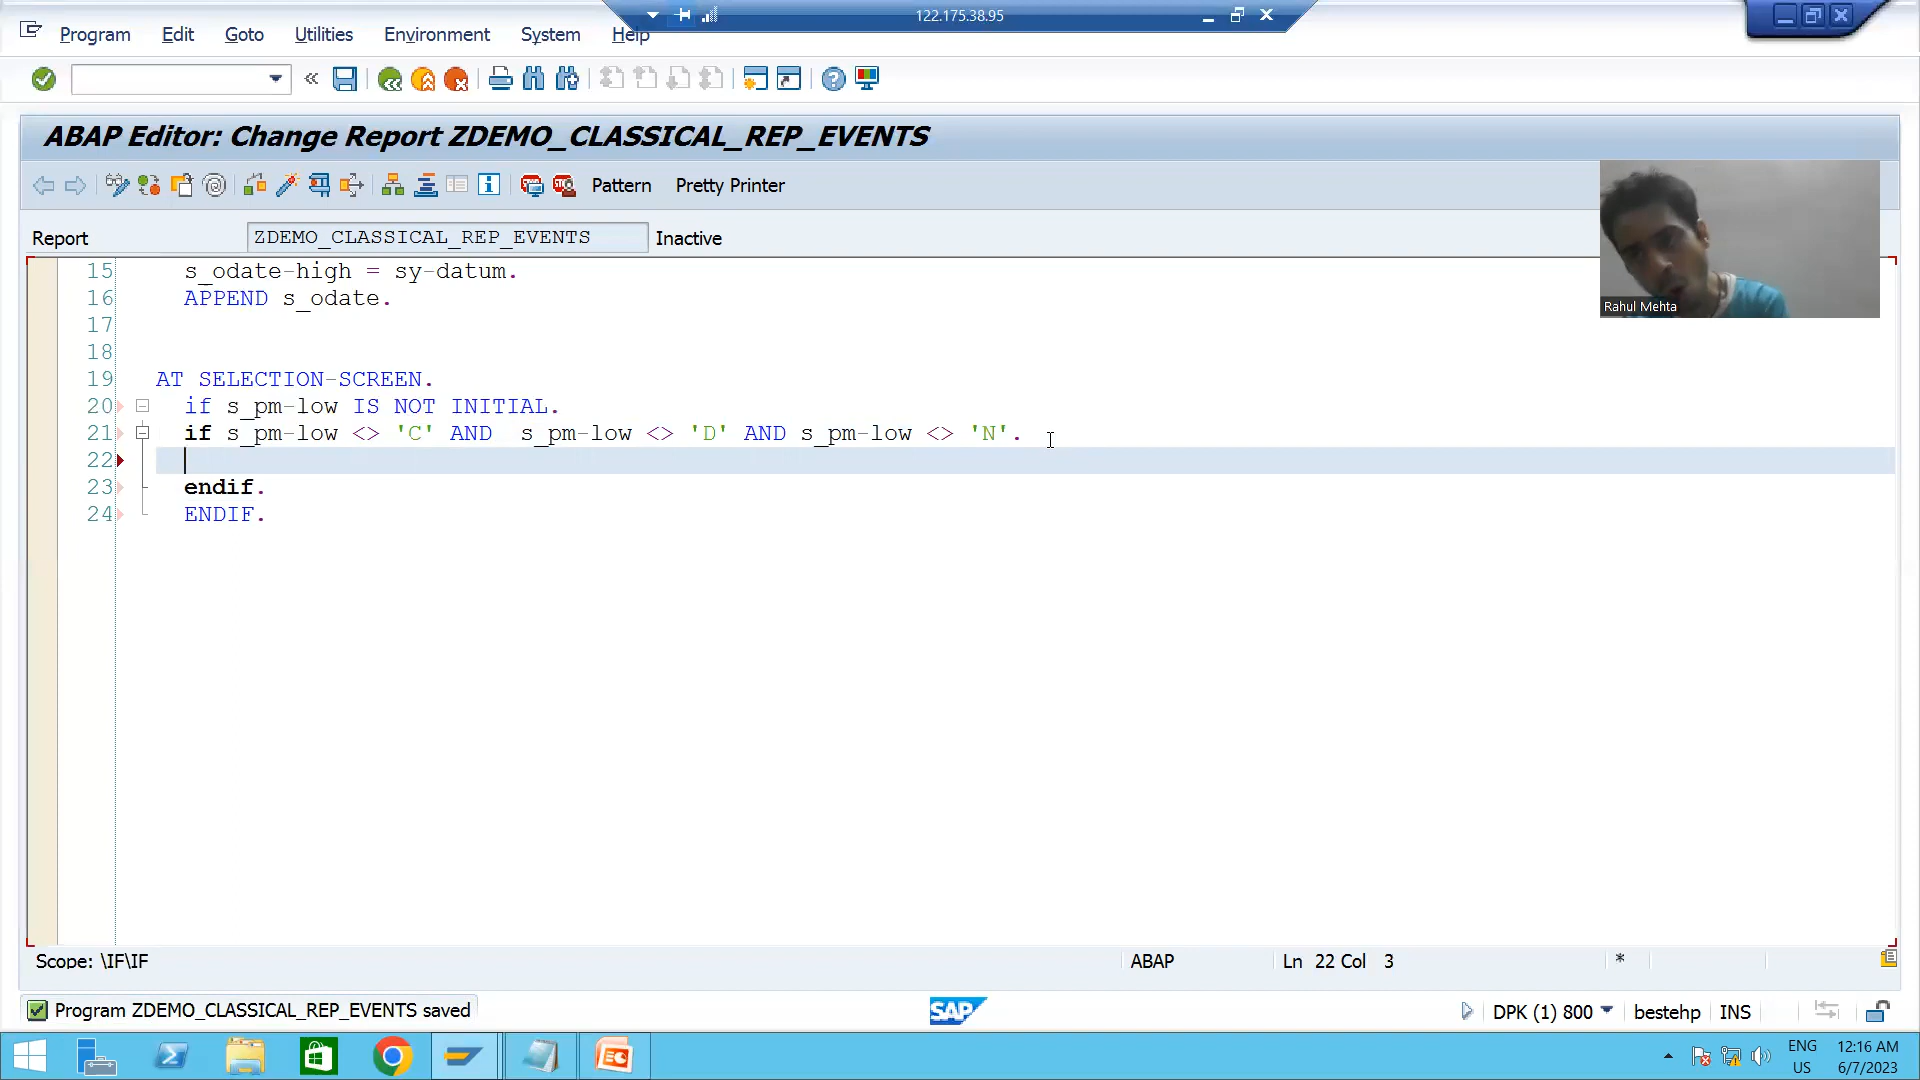 122.175.38.95
Program Edit Goto Utilities Environment System Help
ABAP Editor: Change Report ZDEMO_CLASSICAL_REP_EVENTS
Pattern Pretty Printer
Report ZDEMO_CLASSICAL_REP_EVENTS Inactive
Rahul Mehta
15 s_odate-high = sy-datum.
16 APPEND s_odate.
17
18
19 AT SELECTION-SCREEN.
20 if s_pm-low IS NOT INITIAL.
21 if s_pm-low <> 'C' AND s_pm-low <> 'D' AND s_pm-low <> 'N'.
22
23 endif.
24 ENDIF.
Scope: \IF\IF ABAP Ln 22 Col 3 *
Program ZDEMO_CLASSICAL_REP_EVENTS saved SAP DPK (1) 800 bestehp INS
ENG 12:16 AM
US 6/7/2023